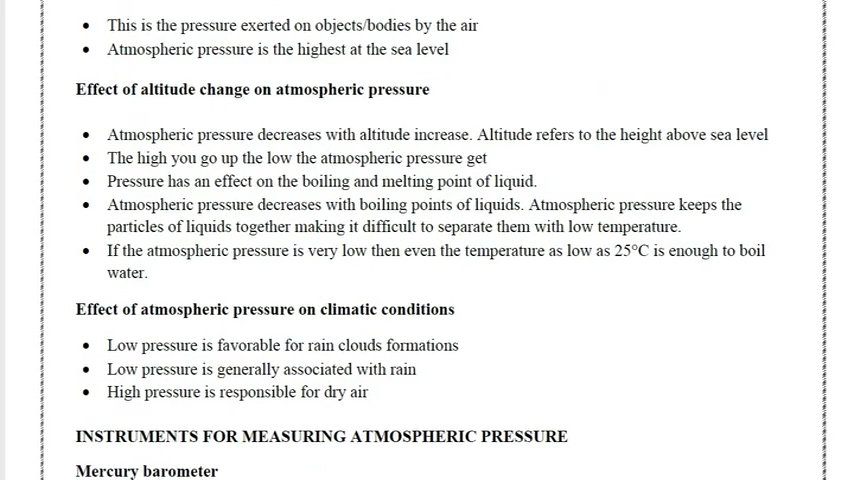 This is the pressure exerted on objects/bodies by the air
Atmospheric pressure is the highest at the sea level
Effect of altitude change on atmospheric pressure
Atmospheric pressure decreases with altitude increase. Altitude refers to the height above sea level
The high you go up the low the atmospheric pressure get
Pressure has an effect on the boiling and melting point of liquid.
Atmospheric pressure decreases with boiling points of liquids. Atmospheric pressure keeps the
particles of liquids together making it difficult to separate them with low temperature.
If the atmospheric pressure is very low then even the temperature as low as 25°C is enough to boil
water.
Effect of atmospheric pressure on climatic conditions
Low pressure is favorable for rain clouds formations
Low pressure is generally associated with rain
High pressure is responsible for dry air
INSTRUMENTS FOR MEASURING ATMOSPHERIC PRESSURE
Mercury barometer